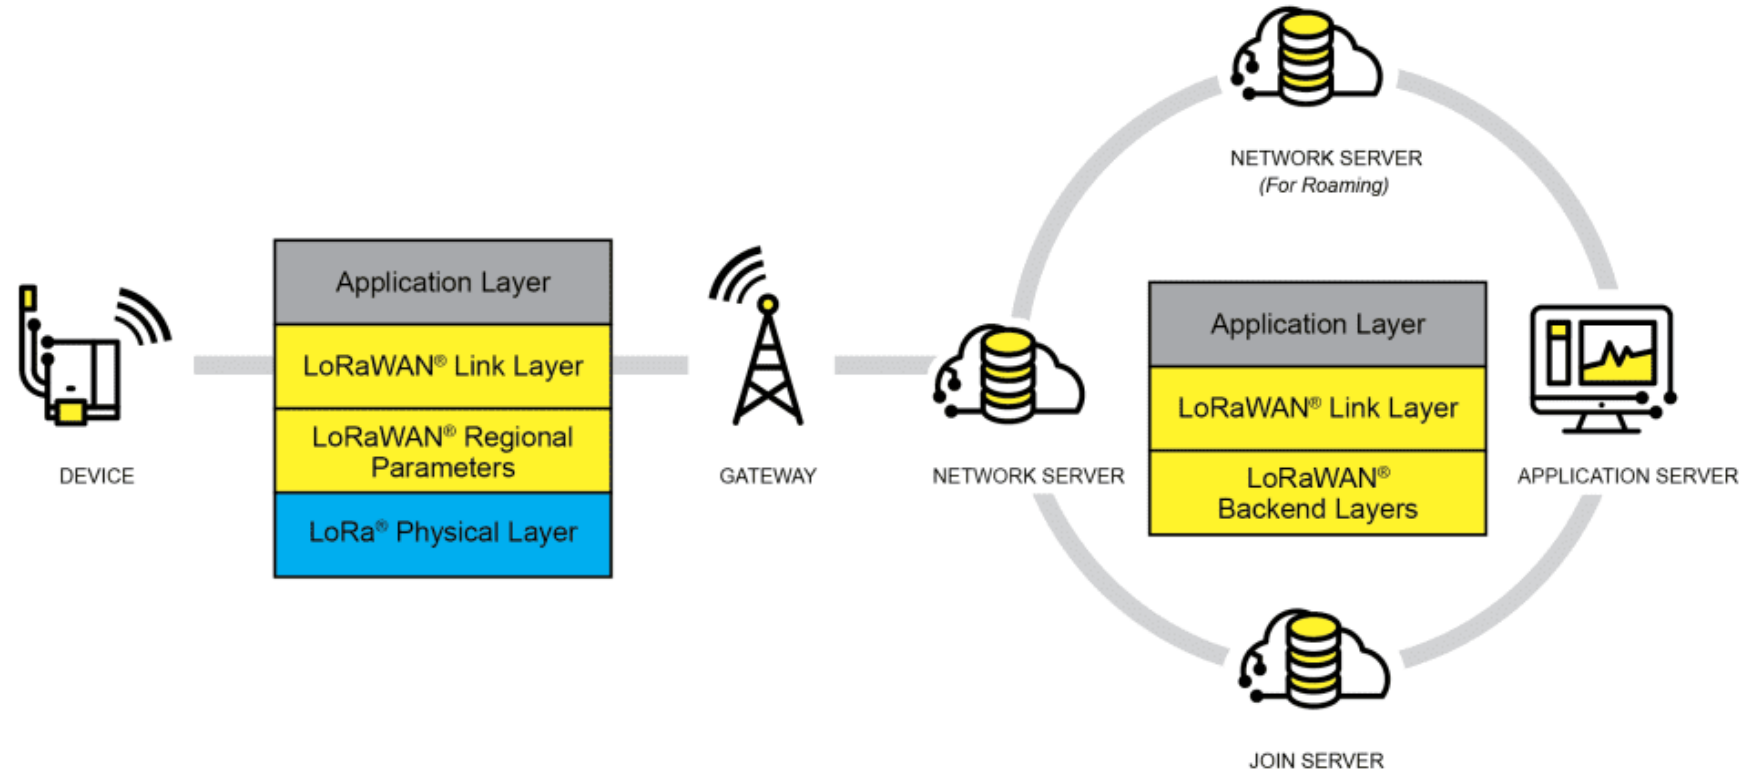 NETWORK SERVER
(For Roaming)
Application Layer
LoRaWAN® Link Layer
LoRaWAN® Regional
Parameters
LoRa® Physical Layer
Application Layer
LoRaWAN® Link Layer
LoRaWAN®
Backend Layers
DEVICE
GATEWAY
NETWORK SERVER
APPLICATION SERVER
JOIN SERVER